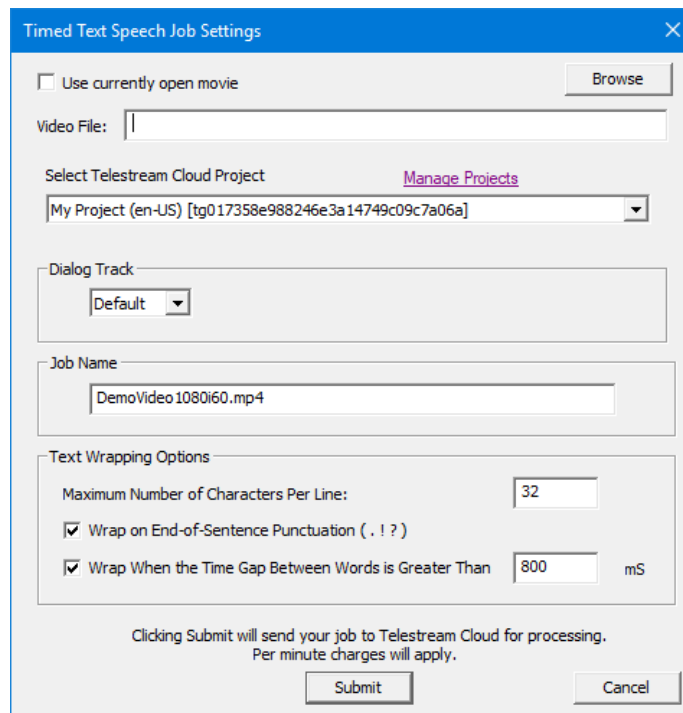 Timed Text Speech Job Settings
Use currently open movie
Browse
Video File:
Select Telestream Cloud Project
Manage Projects
My Project (en-US) [tg017358e988246e3a14749c09c7a06a]
Dialog Track
Default
Job Name
DemoVideo1080i60.mp4
Text Wrapping Options
Maximum Number of Characters Per Line: 32
Wrap on End-of-Sentence Punctuation ( . ! ? )
Wrap When the Time Gap Between Words is Greater Than 800 mS
Clicking Submit will send your job to Telestream Cloud for processing.
Per minute charges will apply.
Submit
Cancel